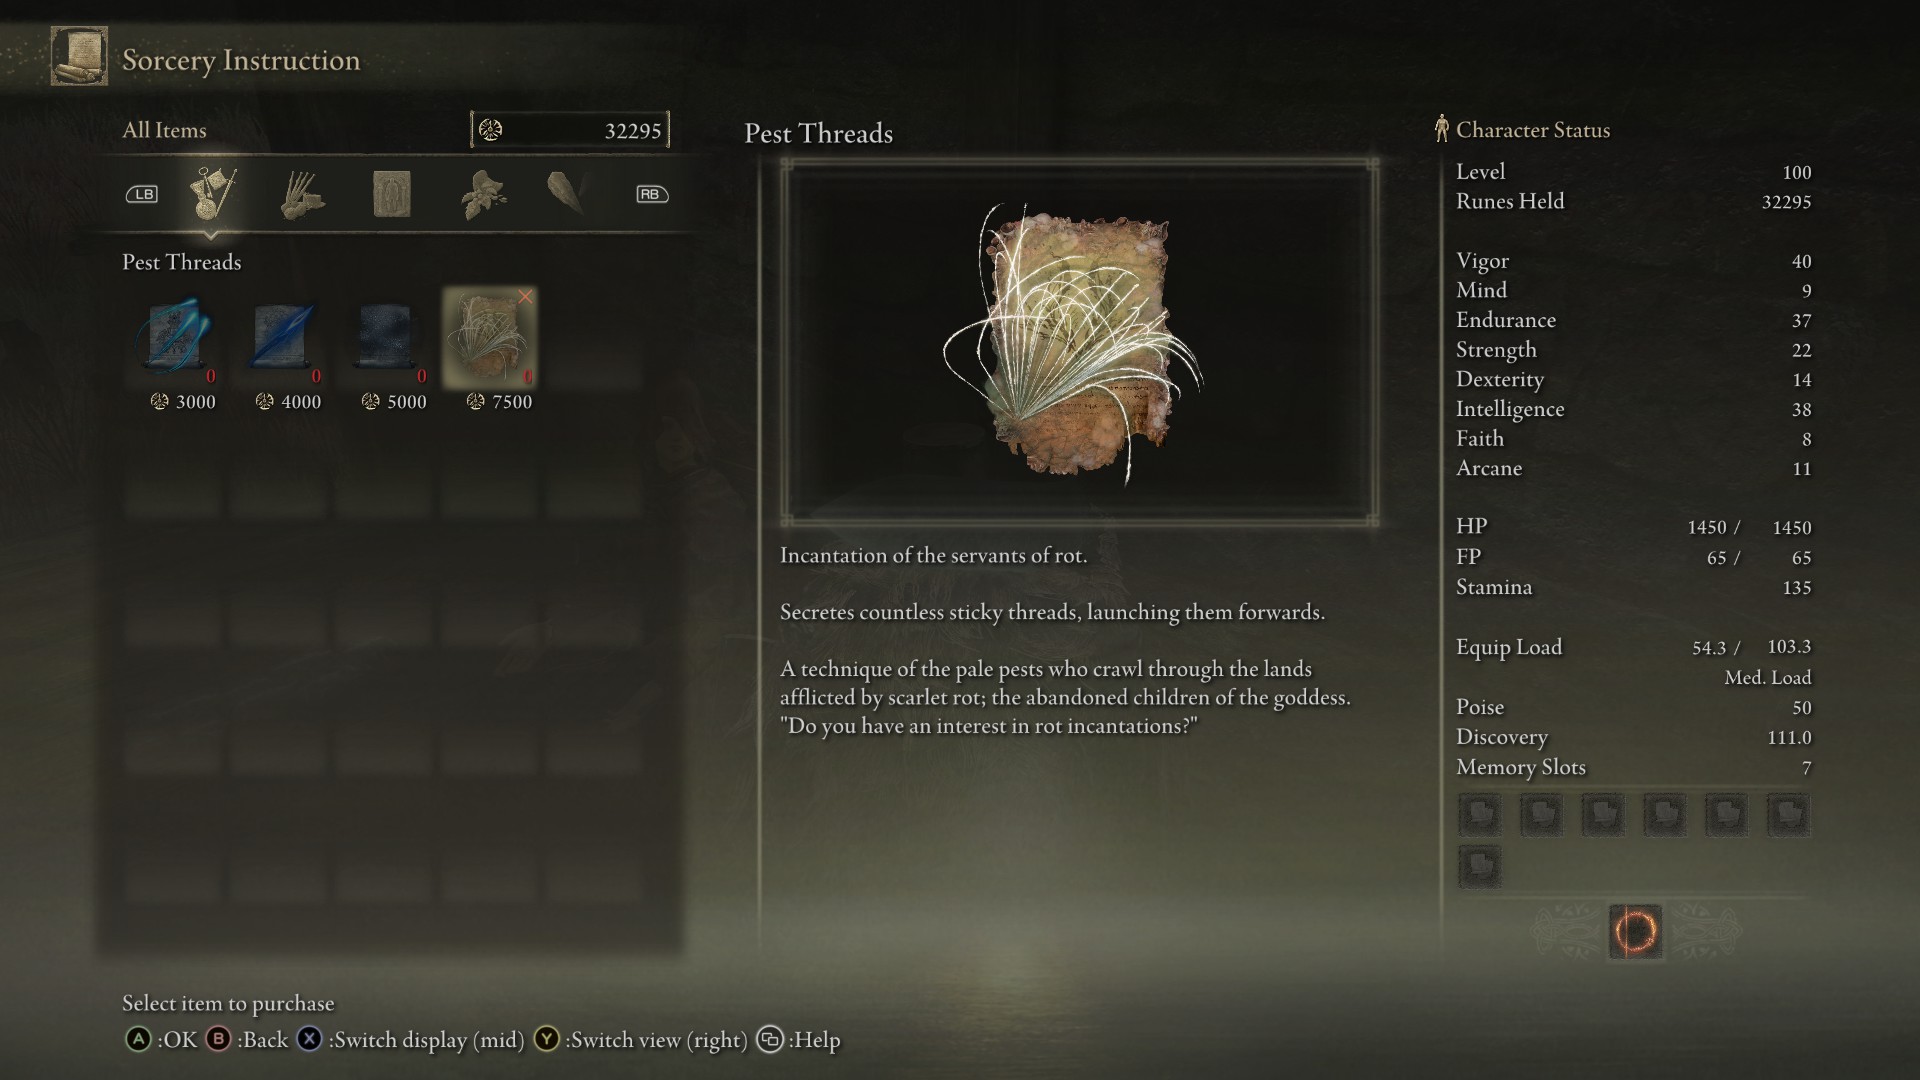 Sorcery Instruction
All Items
32295
LB
RB
Pest Threads
0
0
0
0
3000
4000
5000
7500
Select item to purchase
A :OK B :Back X :Switch display (mid) Y :Switch view (right) :Help
Pest Threads
Incantation of the servants of rot.
Secretes countless sticky threads, launching them forwards.
A technique of the pale pests who crawl through the lands
afflicted by scarlet rot; the abandoned children of the goddess.
"Do you have an interest in rot incantations?"
Character Status
Level 100
Runes Held 32295
Vigor 40
Mind 9
Endurance 37
Strength 22
Dexterity 14
Intelligence 38
Faith 8
Arcane 11
HP 1450 / 1450
FP 65 / 65
Stamina 135
Equip Load 54.3 / 103.3
Med. Load
Poise 50
Discovery 111.0
Memory Slots 7